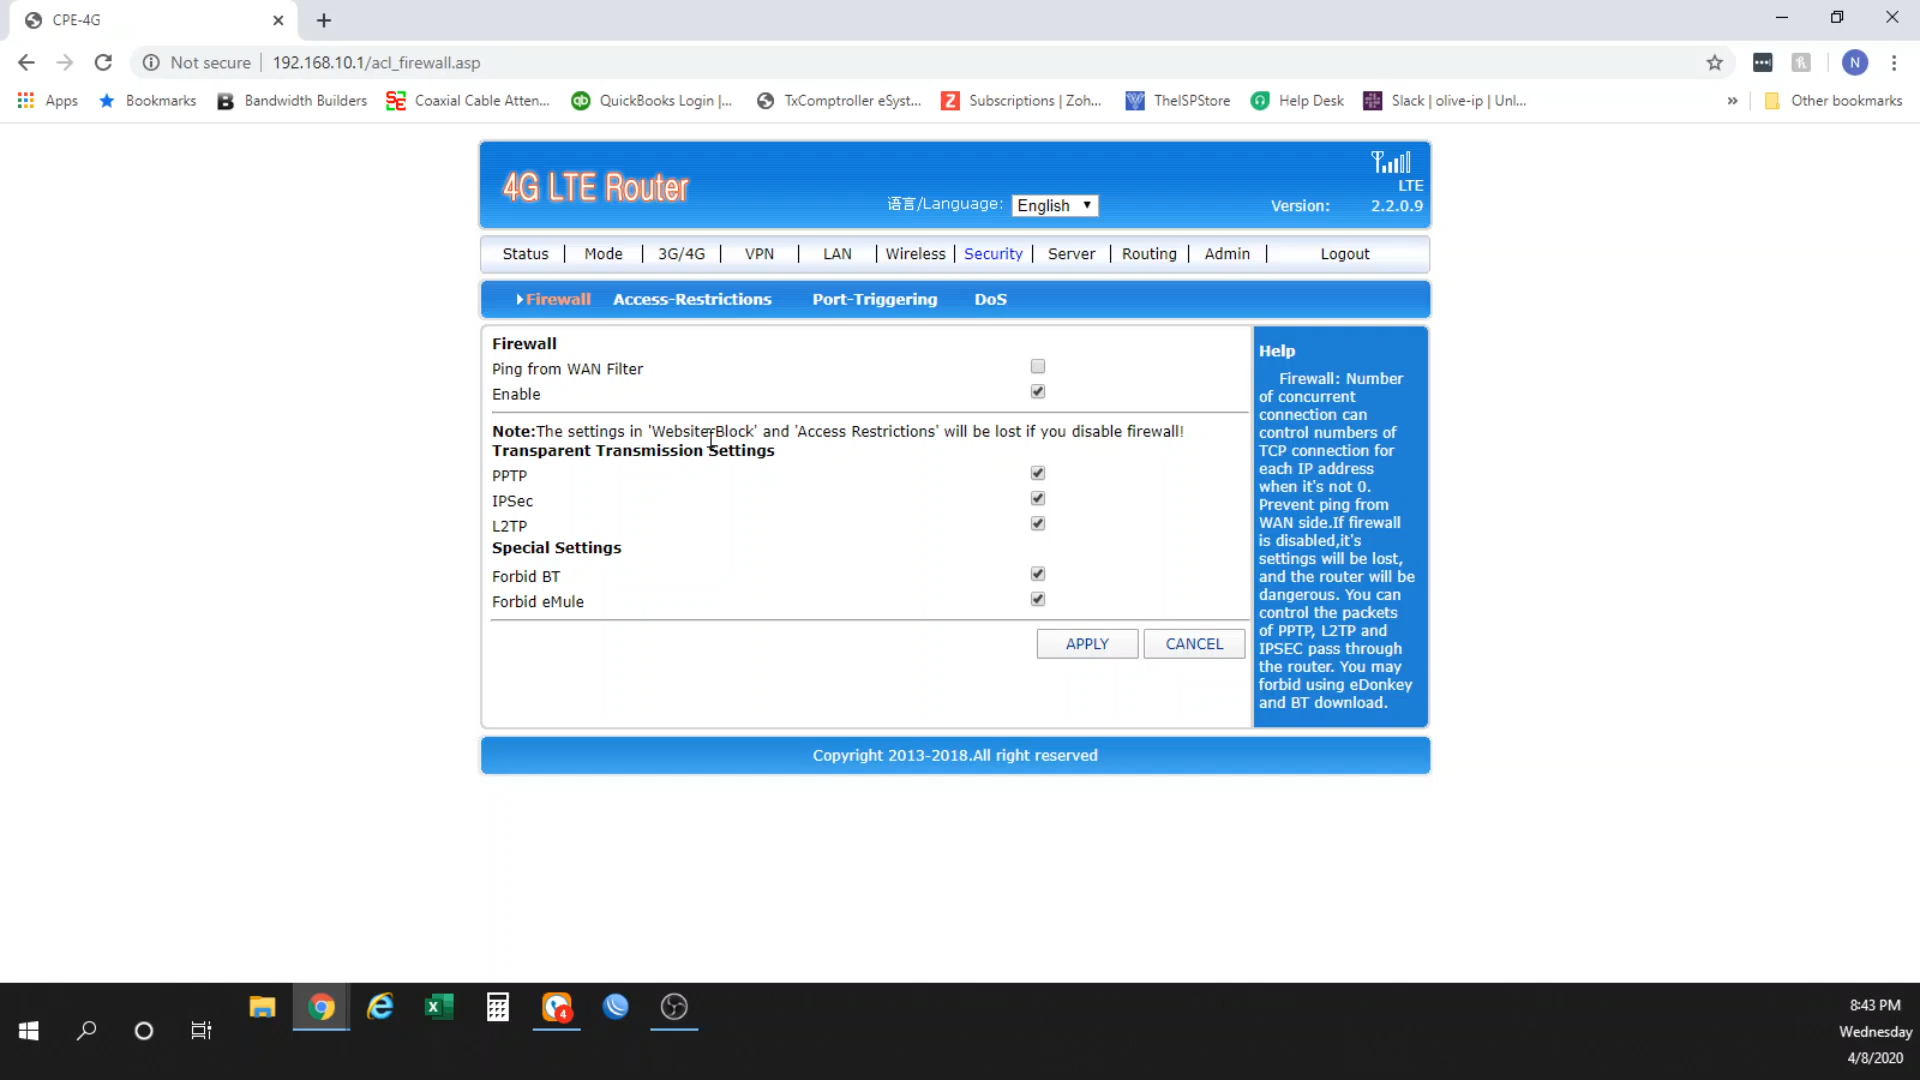 CPE-4G
Not secure | 192.168.10.1/acl_firewall.asp
Apps Bookmarks Bandwidth Builders Coaxial Cable Atten... QuickBooks Login |... TxComptroller eSyst... Subscriptions | Zoh... TheISPStore Help Desk Slack | olive-ip | Unl... » Other bookmarks
N
4G LTE Router
语言/Language: English
LTE
Version: 2.2.0.9
Status | Mode | 3G/4G | VPN | LAN | Wireless | Security | Server | Routing | Admin | Logout
Firewall Access-Restrictions Port-Triggering DoS
Firewall
Ping from WAN Filter
Enable
Note:The settings in 'Website Block' and 'Access Restrictions' will be lost if you disable firewall!
Transparent Transmission Settings
PPTP
IPSec
L2TP
Special Settings
Forbid BT
Forbid eMule
APPLY CANCEL
Help
Firewall: Number
of concurrent
connection can
control numbers of
TCP connection for
each IP address
when it's not 0.
Prevent ping from
WAN side.If firewall
is disabled,it's
settings will be lost,
and the router will be
dangerous. You can
control the packets
of PPTP, L2TP and
IPSEC pass through
the router. You may
forbid using eDonkey
and BT download.
Copyright 2013-2018.All right reserved
4
8:43 PM
Wednesday
4/8/2020